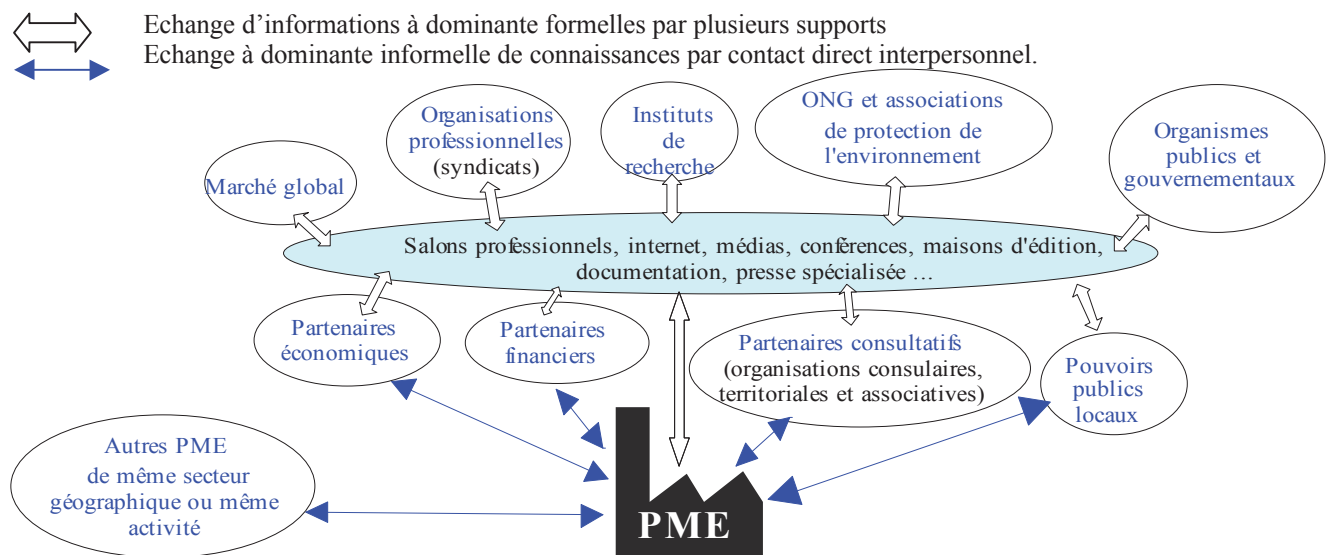 Echange d'informations à dominante formelles par plusieurs supports
Echange à dominante informelle de connaissances par contact direct interpersonnel.
Organisations
professionnelles
(syndicats)
Instituts
de
recherche
ONG et associations
de protection de
l'environnement
Organismes
publics et
gouvernementaux
Marché global
Salons professionnels, internet, médias, conférences, maisons d'édition,
documentation, presse spécialisée ...
Partenaires
économiques
Partenaires
financiers
Partenaires consultatifs
(organisations consulaires,
territoriales et associatives)
Pouvoirs
publics
locaux
Autres PME
de même secteur
géographique ou même
activité
PME